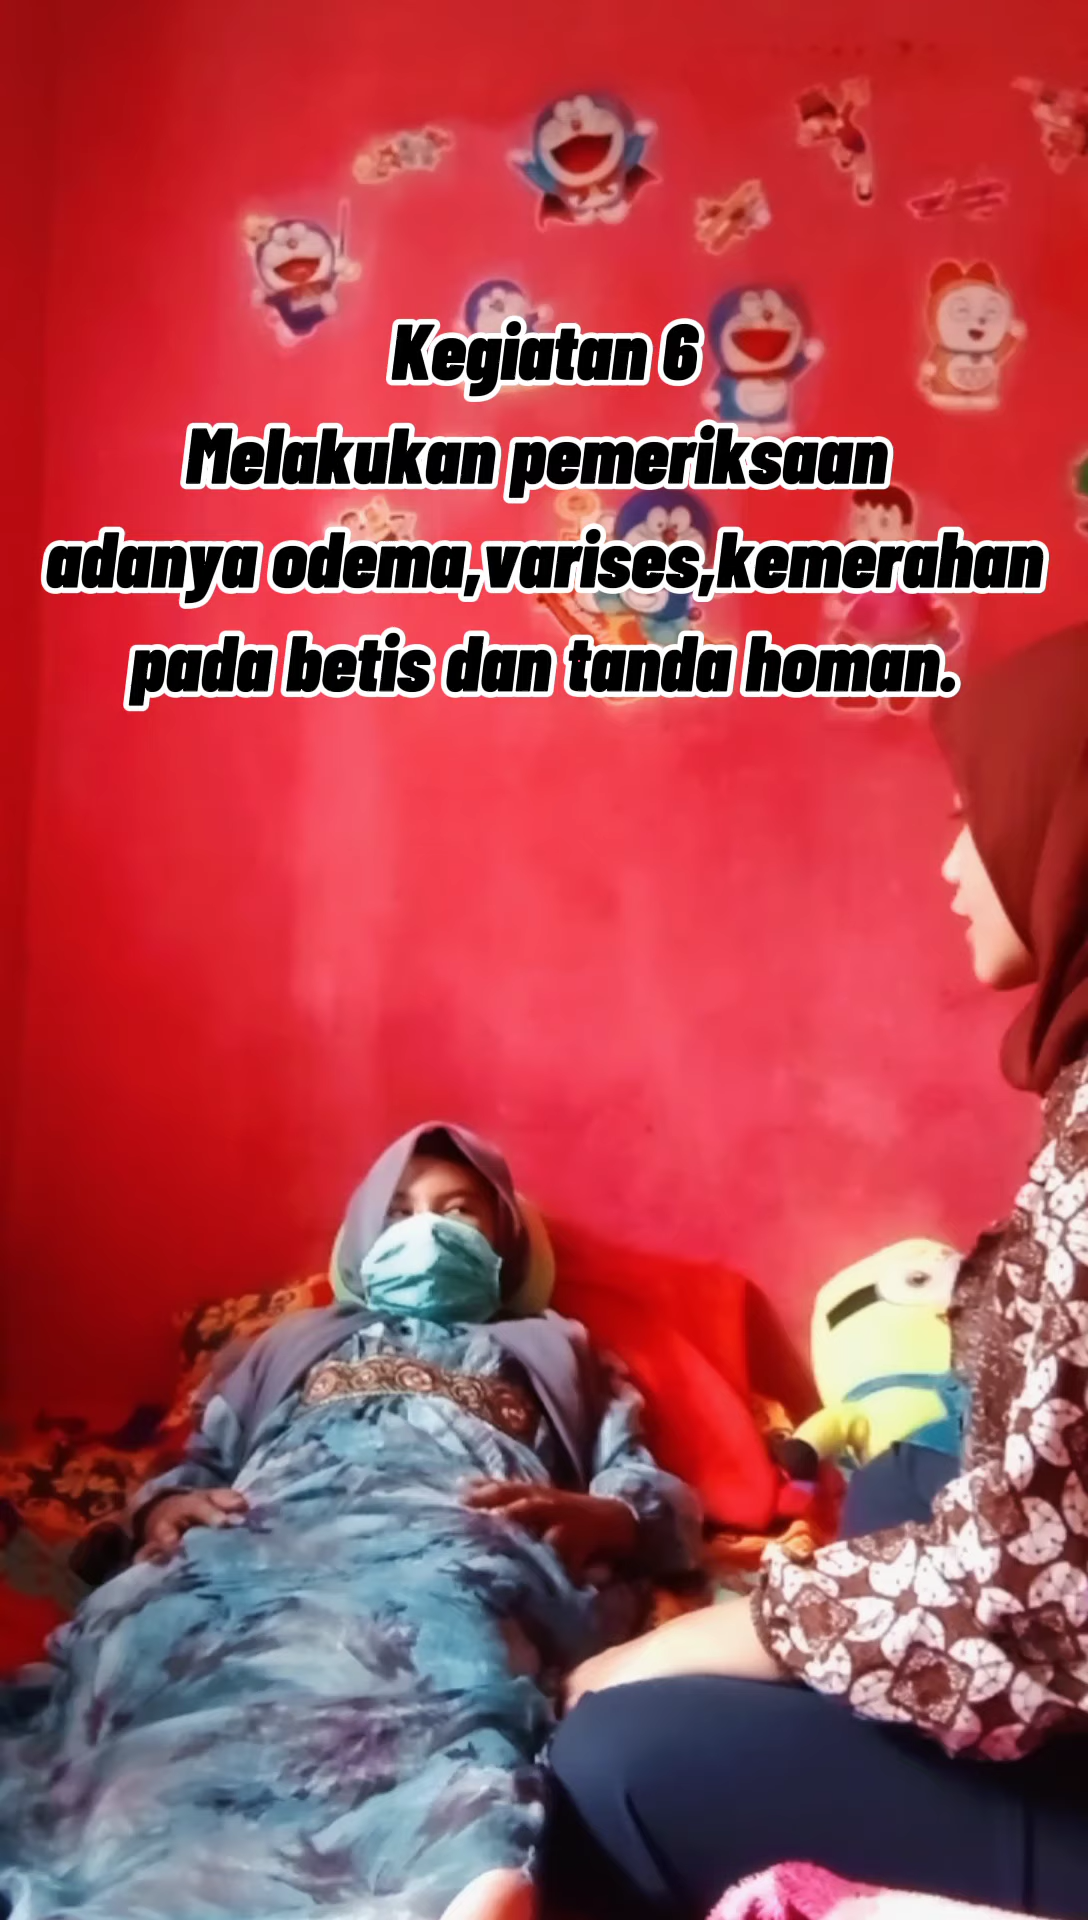 Kegiatan 6
Melakukan pemeriksaan
adanya odema,varises,kemerahan
pada betis dan tanda homan.